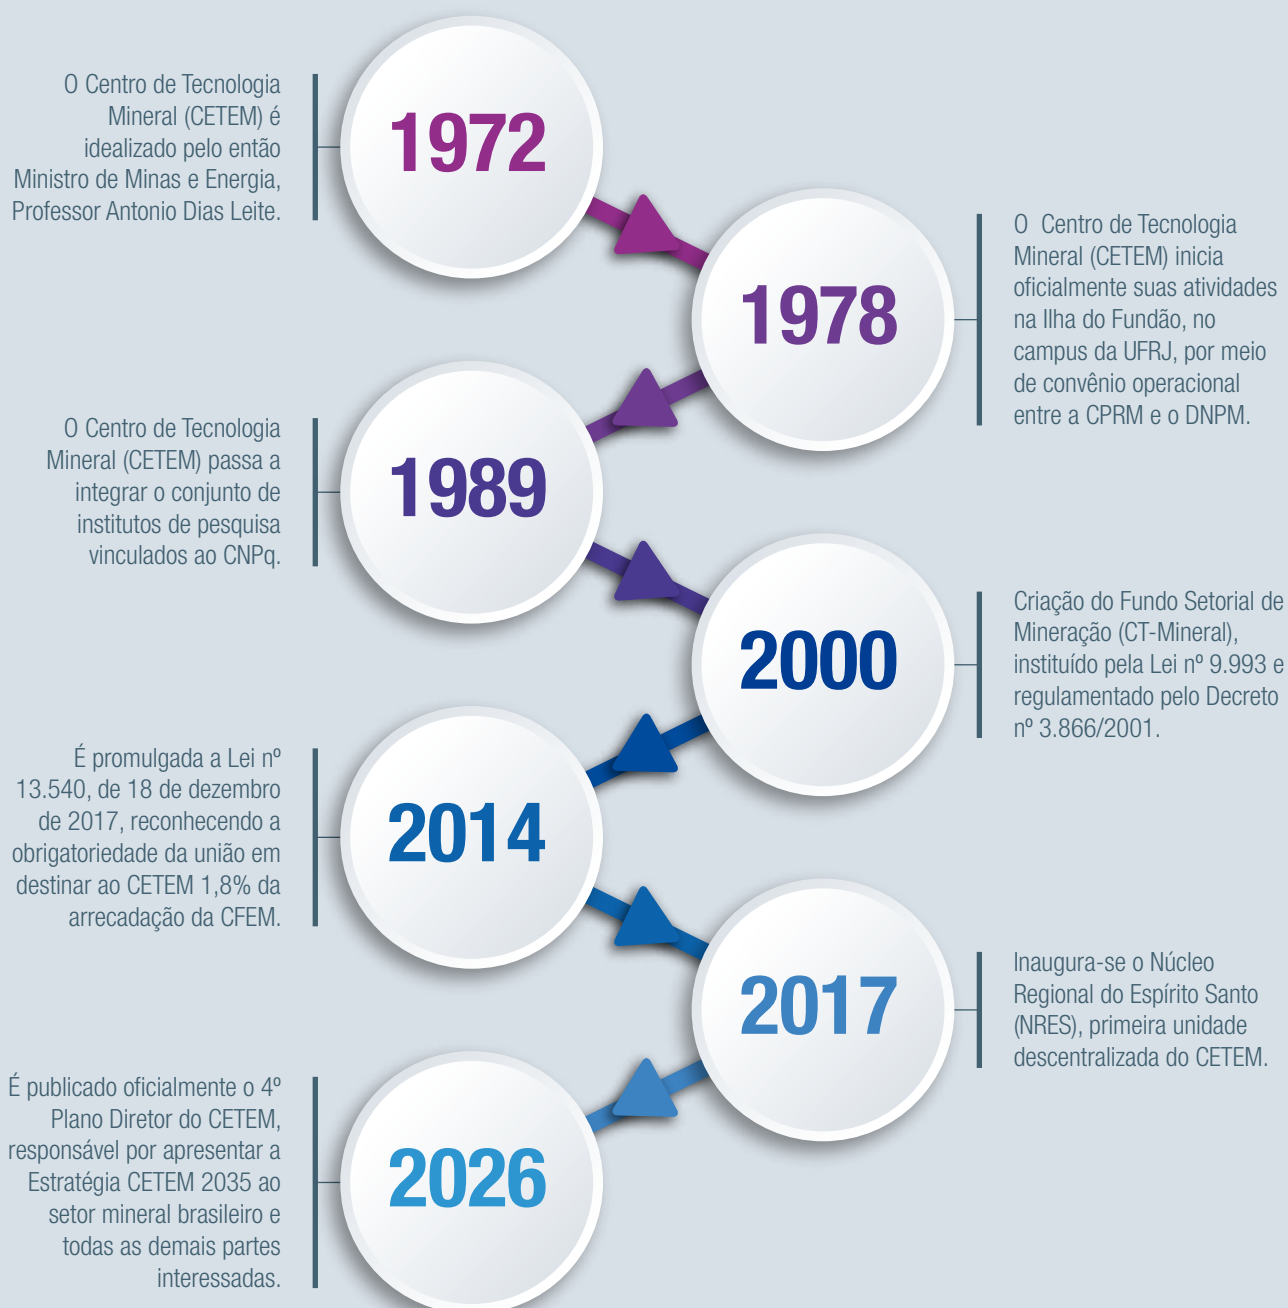 O Centro de Tecnologia
Mineral (CETEM) é
idealizado pelo então
Ministro de Minas e Energia,
Professor Antonio Dias Leite.
1972
1978
O Centro de Tecnologia
Mineral (CETEM) inicia
oficialmente suas atividades
na Ilha do Fundão, no
campus da UFRJ, por meio
de convênio operacional
entre a CPRM e o DNPM.
O Centro de Tecnologia
Mineral (CETEM) passa a
integrar o conjunto de
institutos de pesquisa
vinculados ao CNPq.
1989
2000
Criação do Fundo Setorial de
Mineração (CT-Mineral),
instituído pela Lei nº 9.993 e
regulamentado pelo Decreto
nº 3.866/2001.
É promulgada a Lei nº
13.540, de 18 de dezembro
de 2017, reconhecendo a
obrigatoriedade da união em
destinar ao CETEM 1,8% da
arrecadação da CFEM.
2014
2017
Inaugura-se o Núcleo
Regional do Espírito Santo
(NRES), primeira unidade
descentralizada do CETEM.
É publicado oficialmente o 4º
Plano Diretor do CETEM,
responsável por apresentar a
Estratégia CETEM 2035 ao
setor mineral brasileiro e
todas as demais partes
interessadas.
2026